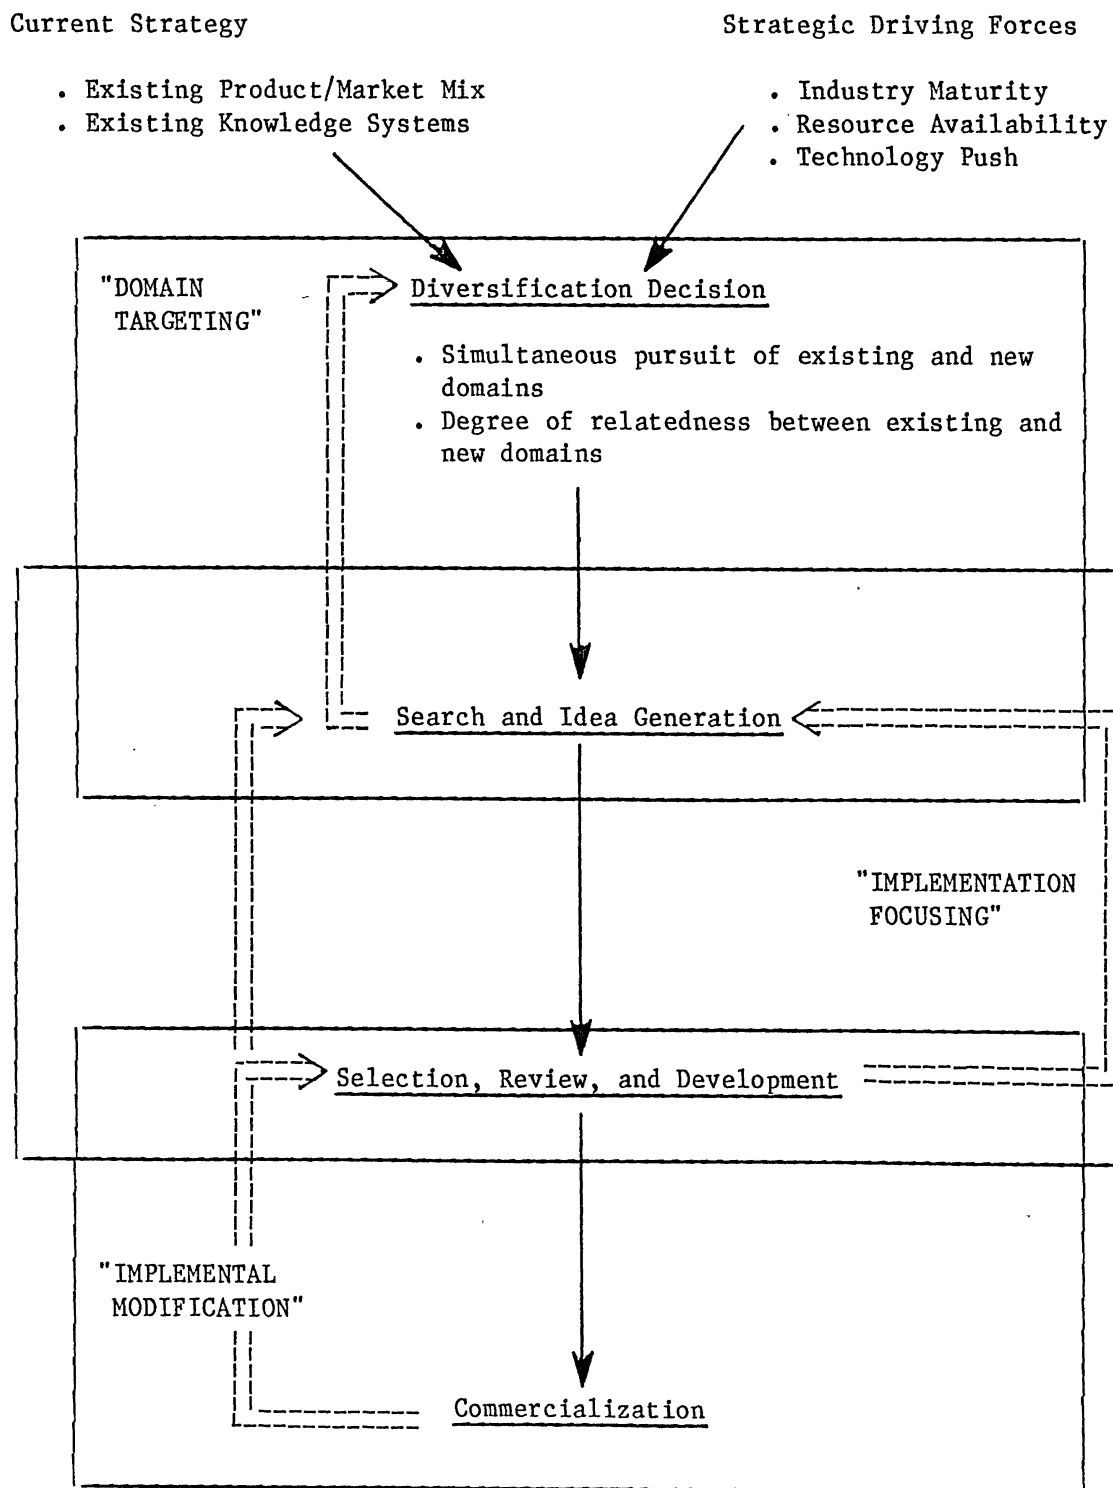 Current Strategy
Strategic Driving Forces
. Existing Product/Market Mix
. Existing Knowledge Systems
. Industry Maturity
. Resource Availability
. Technology Push
"DOMAIN
TARGETING"
Diversification Decision
. Simultaneous pursuit of existing and new
domains
. Degree of relatedness between existing and
new domains
Search and Idea Generation
"IMPLEMENTATION
FOCUSING"
Selection, Review, and Development
"IMPLEMENTAL
MODIFICATION"
Commercialization